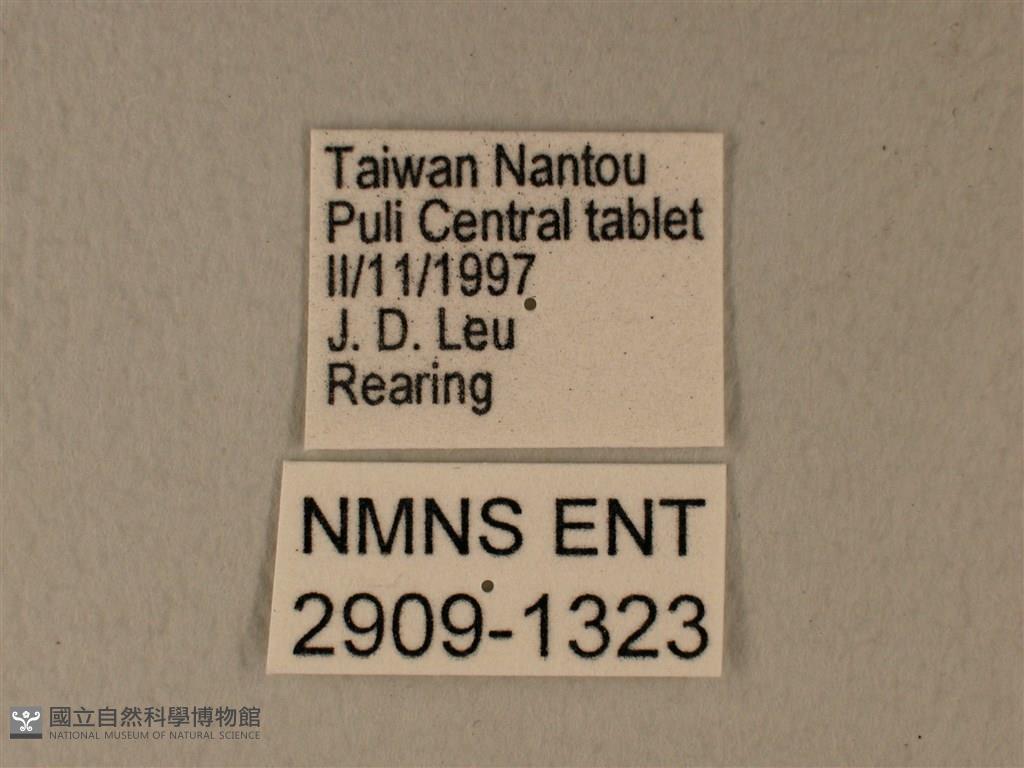 Taiwan Nantou
Puli Central tablet
II/11/1997
J. D. Leu
Rearing
NMNS ENT
2909-1323
國立自然科學博物館
NATIONAL MUSEUM OF NATURAL SCIENCE